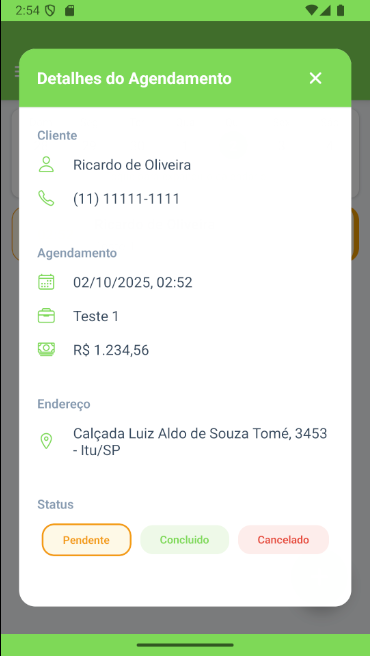 2:54
Detalhes do Agendamento
Cliente
Ricardo de Oliveira
(11) 11111-1111
Agendamento
02/10/2025, 02:52
Teste 1
R$ 1.234,56
Endereço
Calçada Luiz Aldo de Souza Tomé, 3453
- Itu/SP
Status
Pendente
Concluído
Cancelado